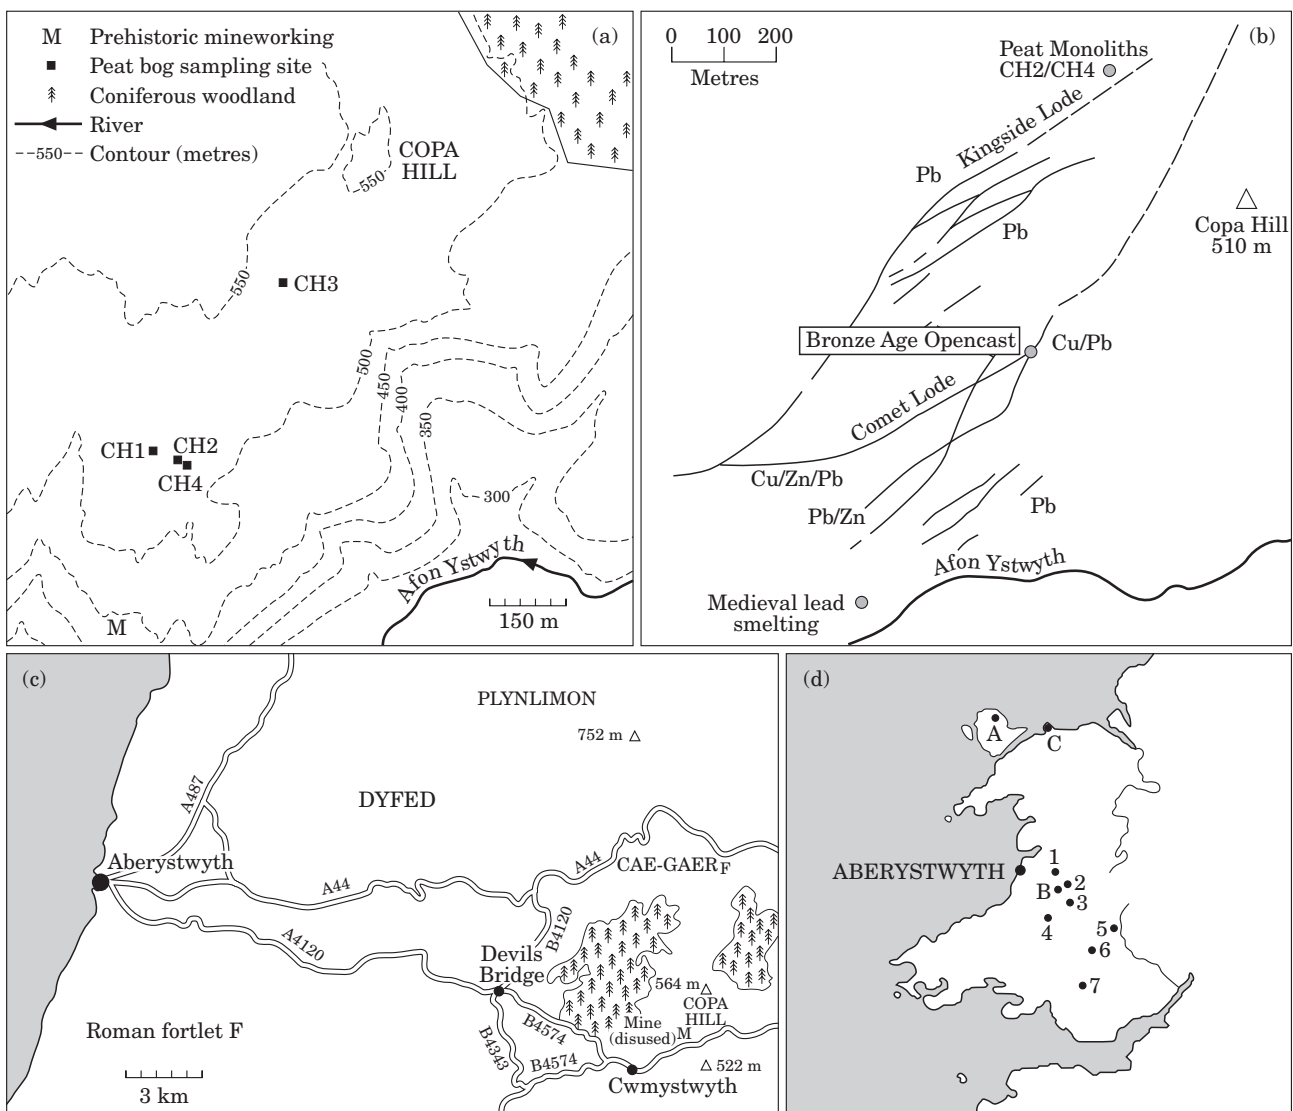 (a)
M Prehistoric mineworking
Peat bog sampling site
Coniferous woodland
River
550 Contour (metres)
COPA
HILL
550
550
CH3
500
450
400
350
CH1
CH2
CH4
300
Afon Ystwyth
150 m
M
(b)
0 100 200
Metres
Peat Monoliths
CH2/CH4
Kingside Lode
Pb
Pb
Copa Hill
510 m
Bronze Age Opencast
Cu/Pb
Comet Lode
Cu/Zn/Pb
Pb/Zn
Pb
Afon Ystwyth
Medieval lead
smelting
(c)
PLYNLIMON
752 m
DYFED
A487
Aberystwyth
A44
A44
CAE-GAER F
B4120
A4120
Devils
Bridge
564 m
COPA
HILL
Mine
(disused) M
B4574
B4343
B4574
522 m
Cwmystwyth
Roman fortlet F
3 km
(d)
A
C
ABERYSTWYTH
1
B
2
3
4
5
6
7